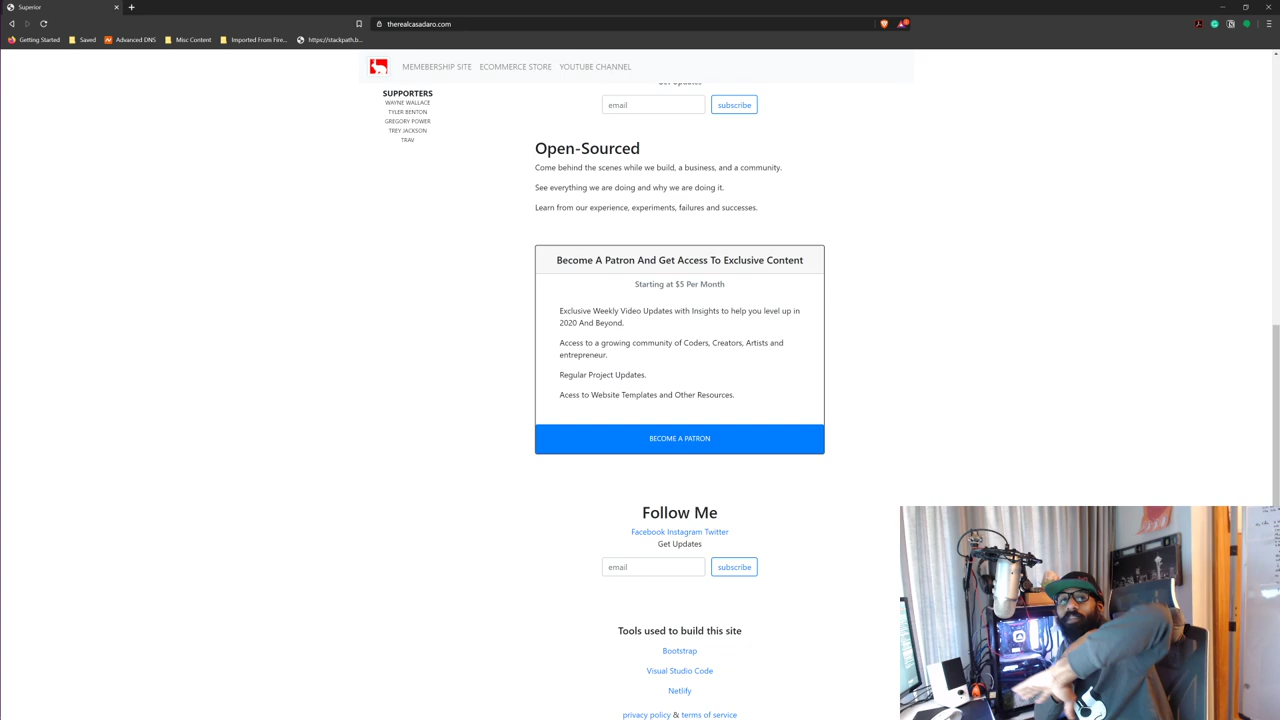 Superior
therealcasadaro.com
Getting Started
Saved
Advanced DNS
Misc Content
Imported From Fire...
https://stackpath.b...
MEMEBERSHIP SITE
ECOMMERCE STORE
YOUTUBE CHANNEL
SUPPORTERS
WAYNE WALLACE
TYLER BENTON
GREGORY POWER
TREY JACKSON
TRAV
Get Updates
email
subscribe
Open-Sourced
Come behind the scenes while we build, a business, and a community.
See everything we are doing and why we are doing it.
Learn from our experience, experiments, failures and successes.
Become A Patron And Get Access To Exclusive Content
Starting at $5 Per Month
Exclusive Weekly Video Updates with Insights to help you level up in
2020 And Beyond.
Access to a growing community of Coders, Creators, Artists and
entrepreneur.
Regular Project Updates.
Acess to Website Templates and Other Resources.
BECOME A PATRON
Follow Me
Facebook Instagram Twitter
Get Updates
email
subscribe
Tools used to build this site
Bootstrap
Visual Studio Code
Netlify
privacy policy & terms of service